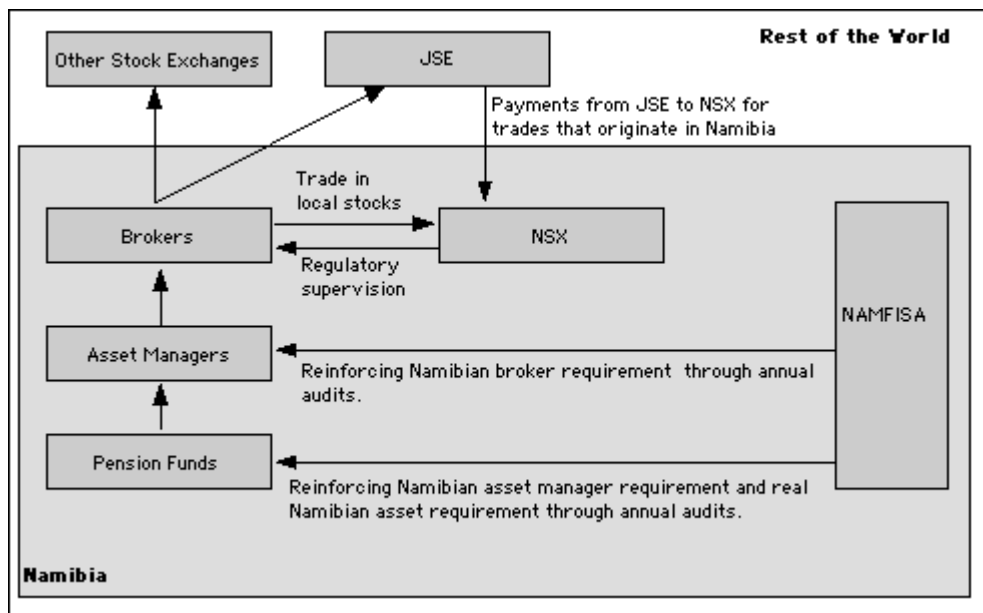 Rest of the World
Other Stock Exchanges
JSE
Payments from JSE to NSX for
trades that originate in Namibia
Trade in
local stocks
Brokers
NSX
Regulatory
supervision
NAMFISA
Asset Managers
Reinforcing Namibian broker requirement through annual
audits.
Pension Funds
Reinforcing Namibian asset manager requirement and real
Namibian asset requirement through annual audits.
Namibia